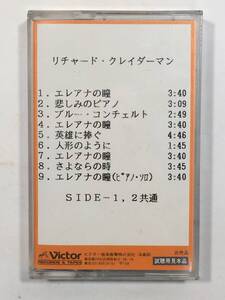 リチャード・クレイダーマン
1. エレアナの瞳 3:40
2. 悲しみのピアノ 3:09
3. ブルー・コンチェルト 2:49
4. エレアナの瞳 3:40
5. 英雄に捧ぐ 4:46
6. 人形のように 1:45
7. エレアナの瞳 3:40
8. さよならの時 3:45
9. エレアナの瞳(ピアノ・ソロ) 3:40
SIDE-1,2共通
Victor
RECORDS & TAPES
非売品
試聴用見本品